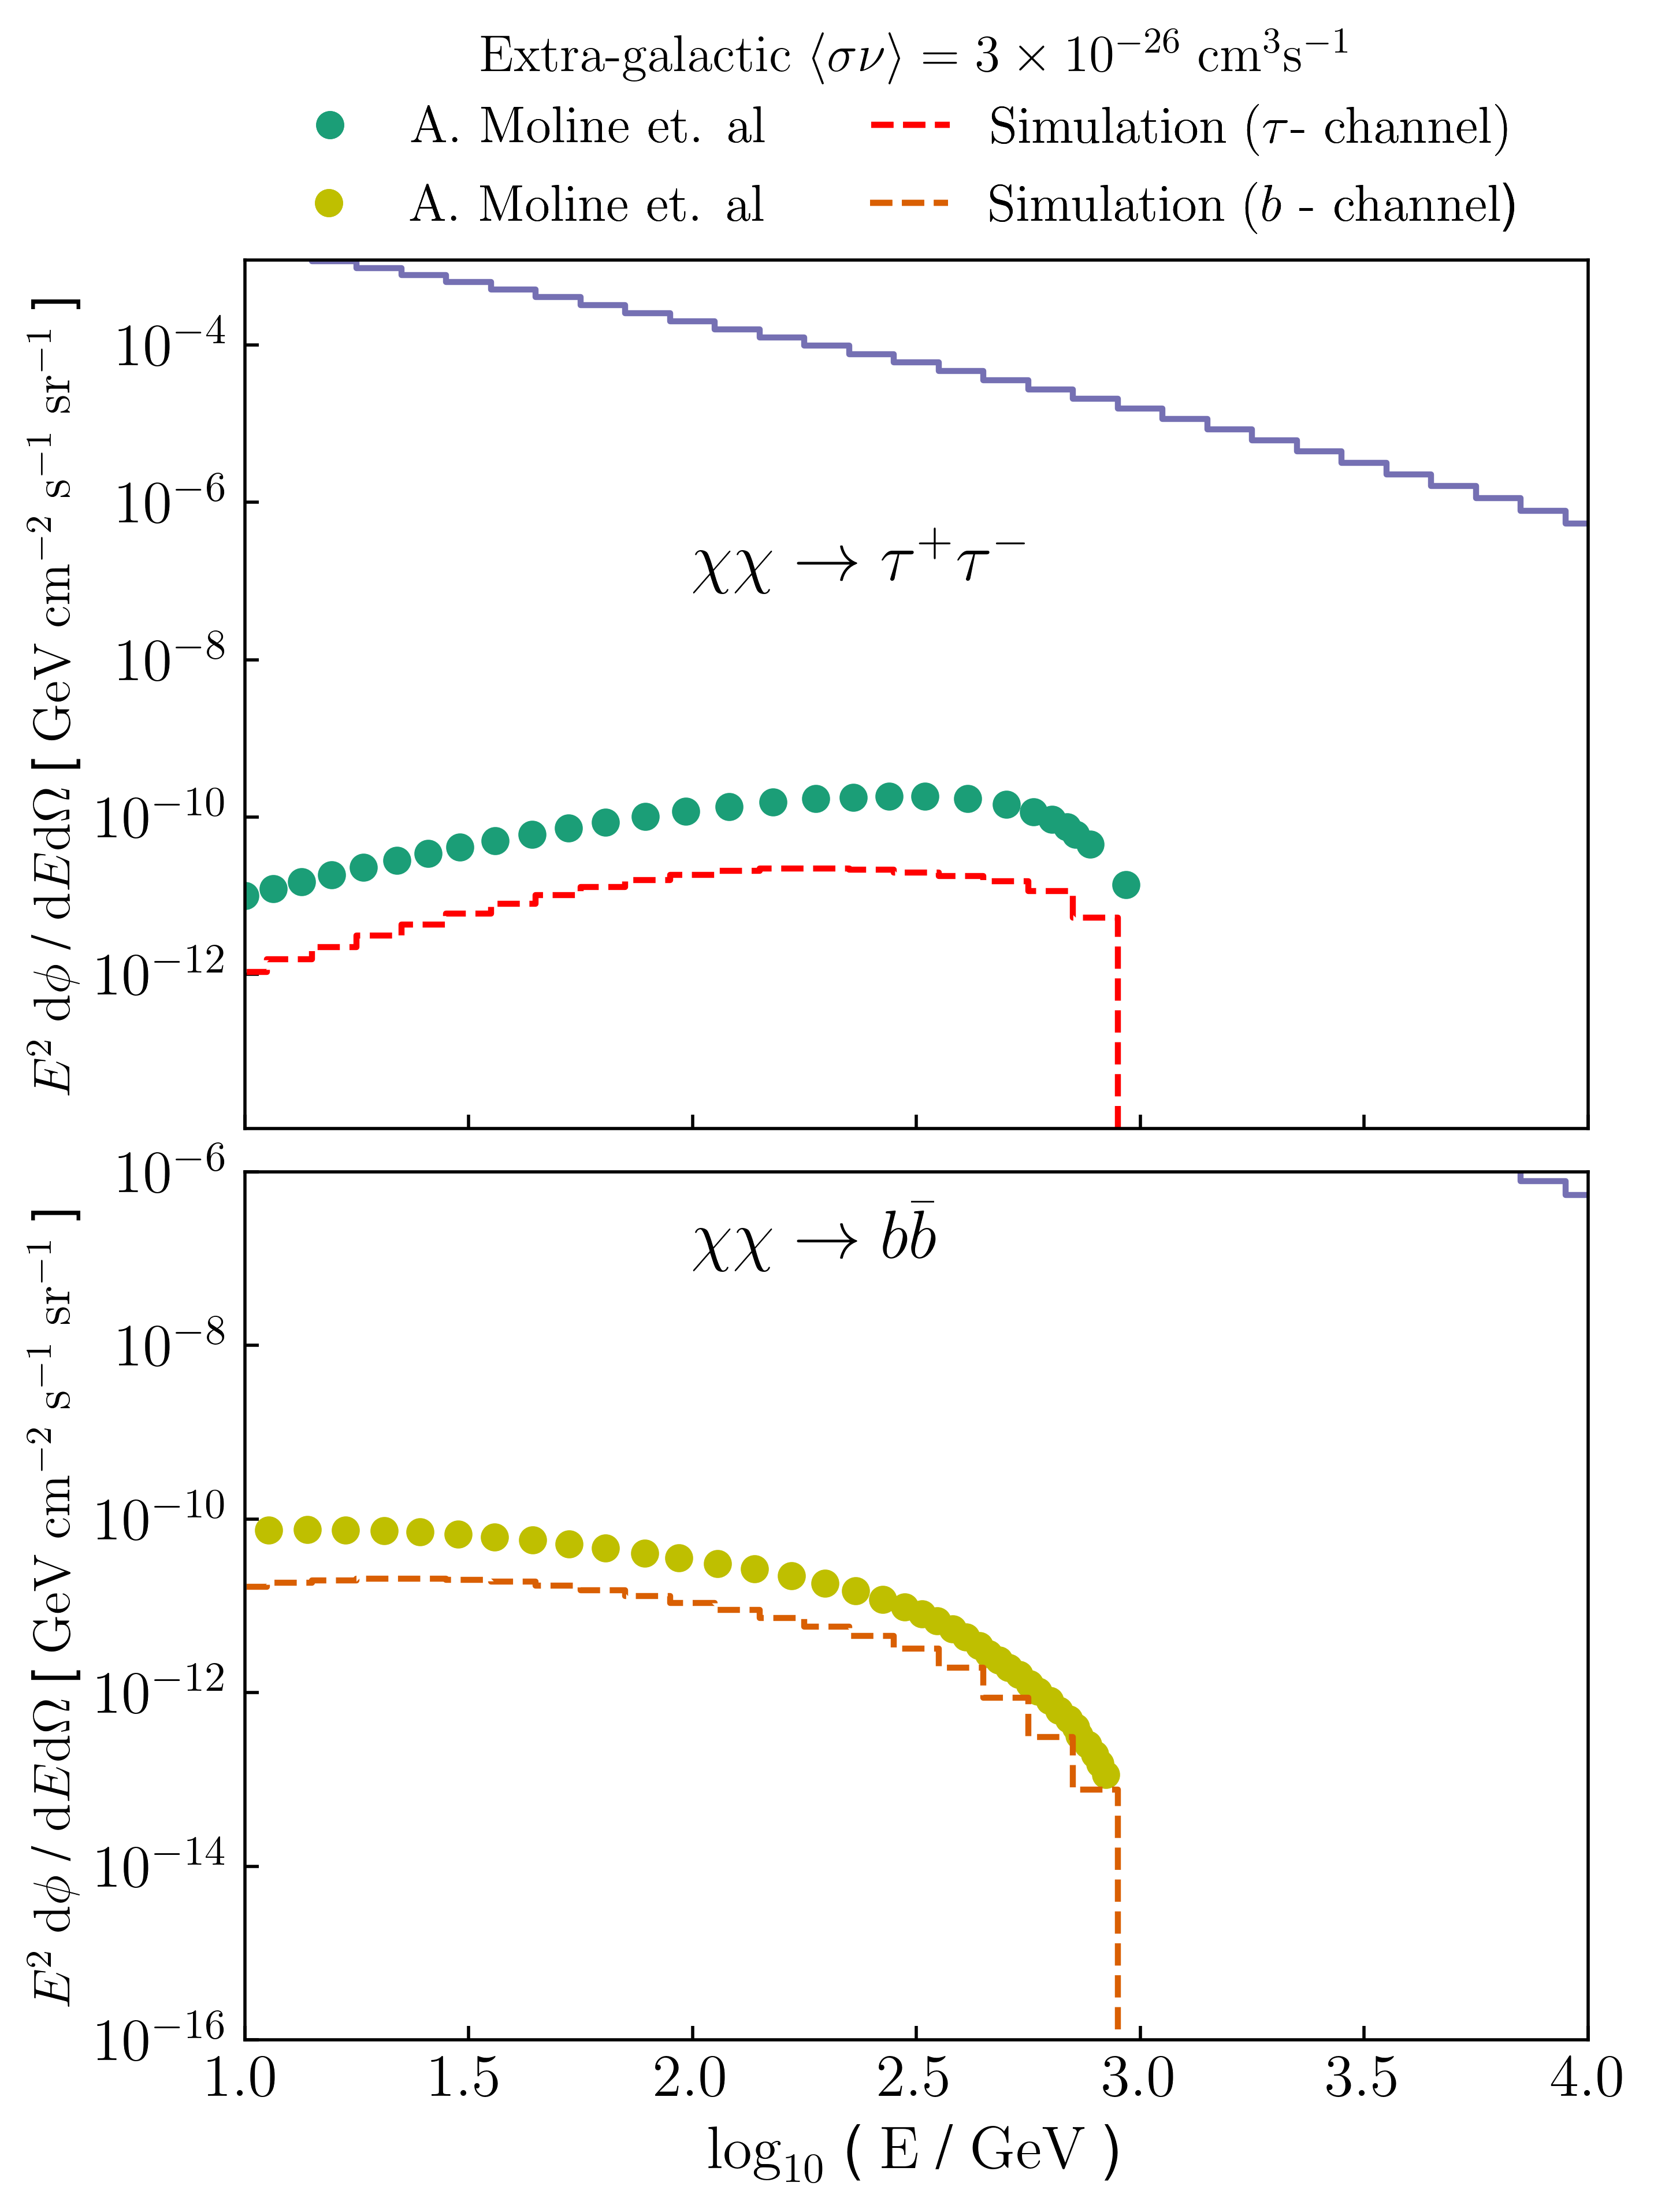 Extra-galactic ⟨σν⟩ = 3 × 10⁻²⁶ cm³s⁻¹
A. Moline et. al
Simulation (τ- channel)
A. Moline et. al
Simulation (b - channel)
E² dϕ / dEdΩ [ GeV cm⁻² s⁻¹ sr⁻¹ ]
10⁻⁴
10⁻⁶
10⁻⁸
10⁻¹⁰
10⁻¹²
χχ → τ⁺τ⁻
E² dϕ / dEdΩ [ GeV cm⁻² s⁻¹ sr⁻¹ ]
10⁻⁶
10⁻⁸
10⁻¹⁰
10⁻¹²
10⁻¹⁴
10⁻¹⁶
χχ → bb̄
1.0 1.5 2.0 2.5 3.0 3.5 4.0
log₁₀ ( E / GeV )